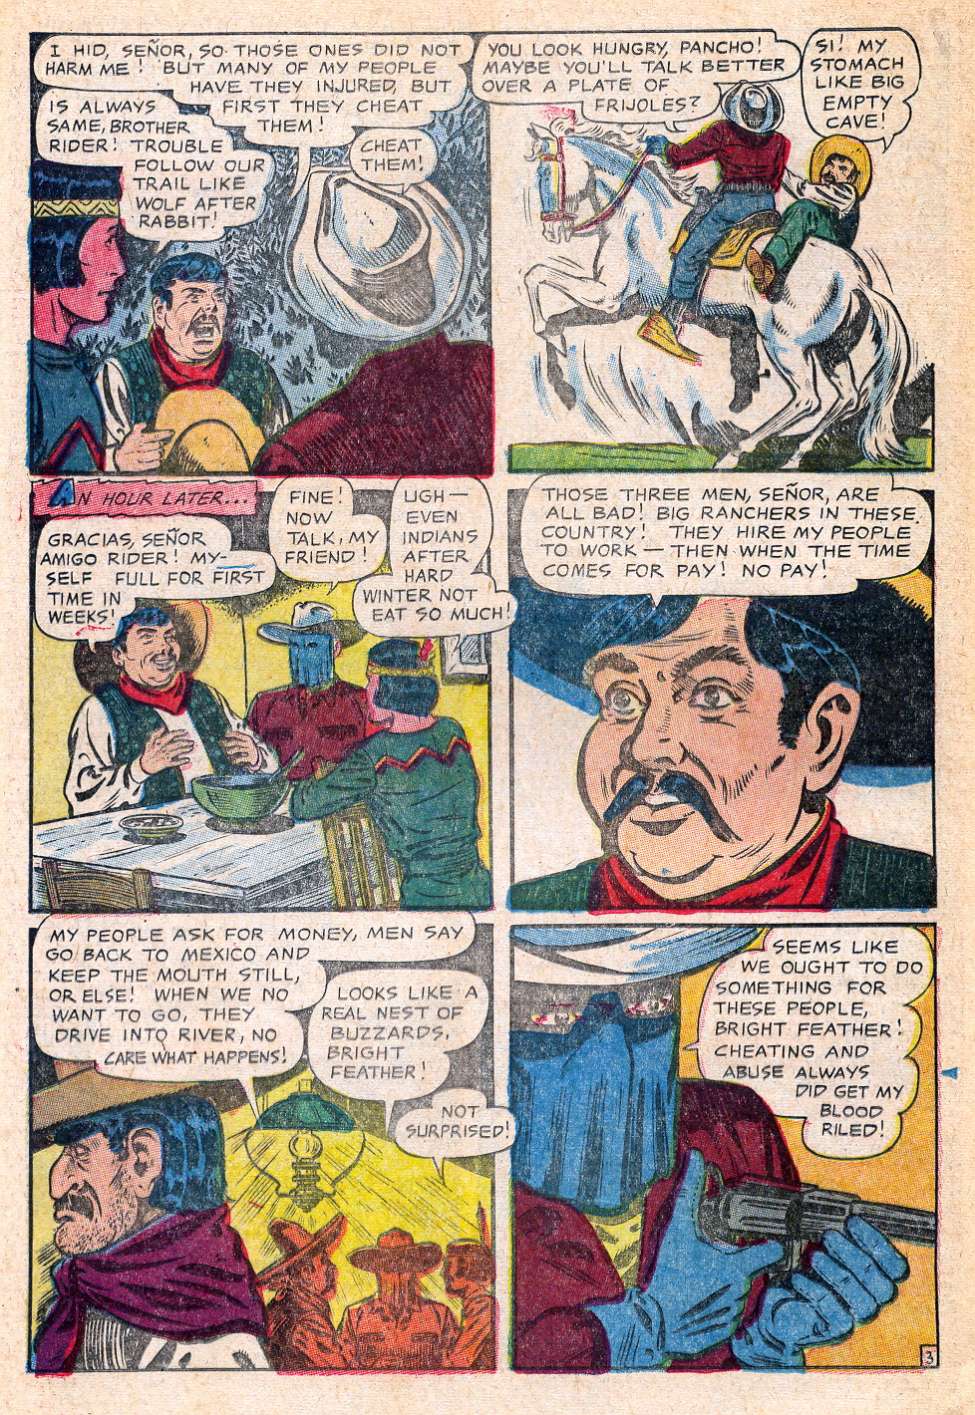 I HID, SEÑOR, SO THOSE ONES DID NOT
HARM ME! BUT MANY OF MY PEOPLE
HAVE THEY INJURED, BUT
FIRST THEY CHEAT
THEM!
IS ALWAYS
SAME, BROTHER
RIDER! TROUBLE
FOLLOW OUR
TRAIL LIKE
WOLF AFTER
RABBIT!
CHEAT
THEM!
YOU LOOK HUNGRY, PANCHO!
MAYBE YOU'LL TALK BETTER
OVER A PLATE OF
FRIJOLES?
SI! MY
STOMACH
LIKE BIG
EMPTY
CAVE!
AN HOUR LATER...
GRACIAS, SEÑOR
AMIGO RIDER! MY-
SELF FULL FOR FIRST
TIME IN
WEEKS!
FINE!
NOW
TALK, MY
FRIEND!
UGH—
EVEN
INDIANS
AFTER
HARD
WINTER NOT
EAT SO MUCH!
THOSE THREE MEN, SEÑOR, ARE
ALL BAD! BIG RANCHERS IN THESE
COUNTRY! THEY HIRE MY PEOPLE
TO WORK — THEN WHEN THE TIME
COMES FOR PAY! NO PAY!
MY PEOPLE ASK FOR MONEY, MEN SAY
GO BACK TO MEXICO AND
KEEP THE MOUTH STILL,
OR ELSE! WHEN WE NO
WANT TO GO, THEY
DRIVE INTO RIVER, NO
CARE WHAT HAPPENS!
LOOKS LIKE A
REAL NEST OF
BUZZARDS,
BRIGHT
FEATHER!
NOT
SURPRISED!
SEEMS LIKE
WE OUGHT TO DO
SOMETHING FOR
THESE PEOPLE,
BRIGHT FEATHER!
CHEATING AND
ABUSE ALWAYS
DID GET MY
BLOOD
RILED!
3